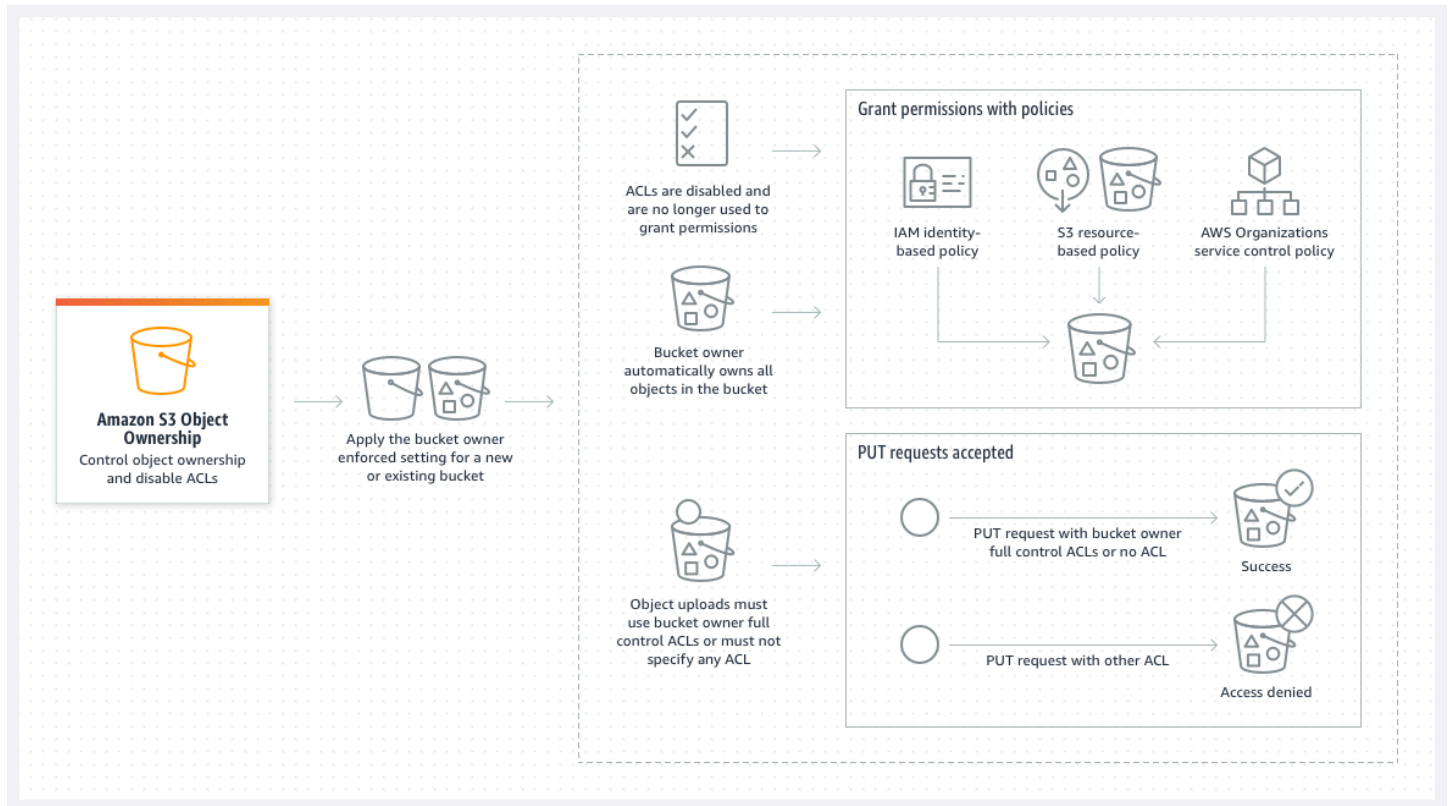 Amazon S3 Object
Ownership
Control object ownership
and disable ACLs
Apply the bucket owner
enforced setting for a new
or existing bucket
ACLs are disabled and
are no longer used to
grant permissions
Bucket owner
automatically owns all
objects in the bucket
Object uploads must
use bucket owner full
control ACLs or must not
specify any ACL
Grant permissions with policies
IAM identity-
based policy
S3 resource-
based policy
AWS Organizations
service control policy
PUT requests accepted
PUT request with bucket owner
full control ACLs or no ACL
Success
PUT request with other ACL
Access denied